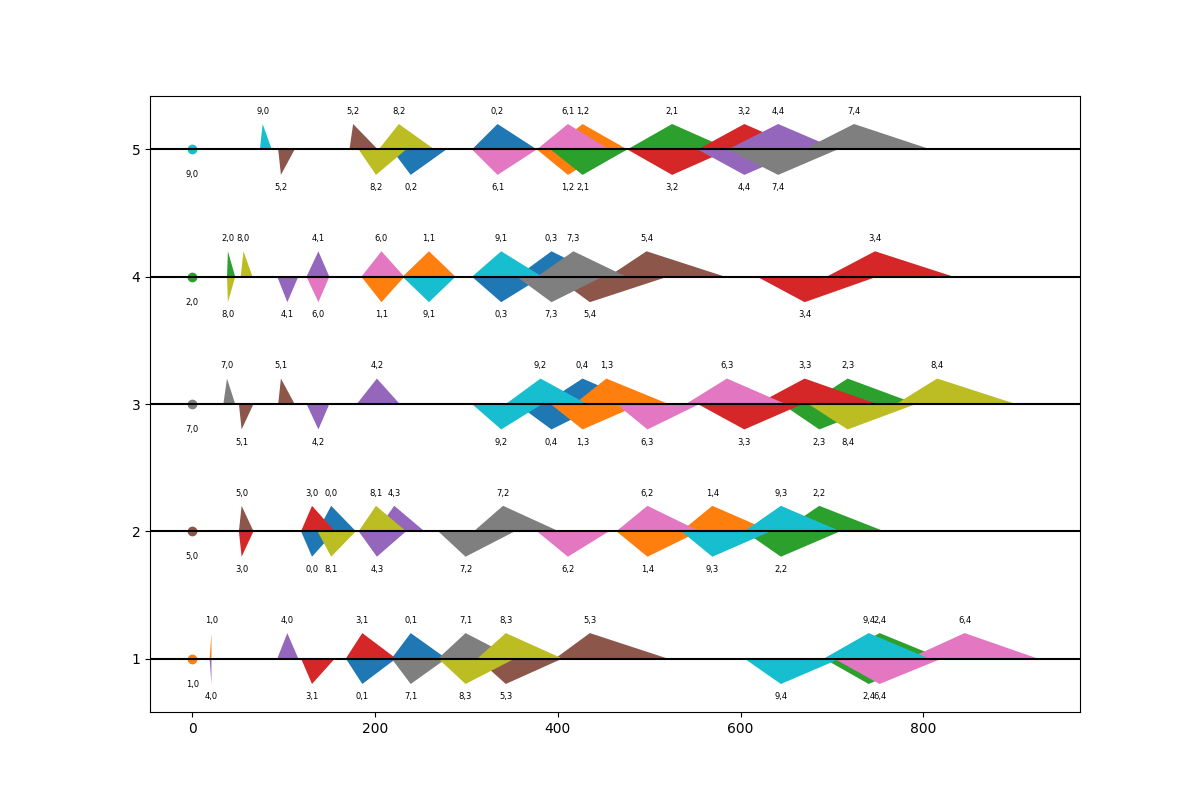 9,0 5,2 8,2 0,2 6,1 1,2 2,1 3,2 4,4 7,4
5
9,0 5,2 8,2 0,2 6,1 1,2 2,1 3,2 4,4 7,4
2,0 8,0 4,1 6,0 1,1 9,1 0,3 7,3 5,4 3,4
4
2,0 8,0 4,1 6,0 1,1 9,1 0,3 7,3 5,4 3,4
7,0 5,1 4,2 9,2 0,4 1,3 6,3 3,3 2,3 8,4
3
7,0 5,1 4,2 9,2 0,4 1,3 6,3 3,3 2,3 8,4
5,0 3,0 0,0 8,1 4,3 7,2 6,2 1,4 9,3 2,2
2
5,0 3,0 0,0 8,1 4,3 7,2 6,2 1,4 9,3 2,2
1,0 4,0 3,1 0,1 7,1 8,3 5,3 9,4 2,4 6,4
1
1,0 4,0 3,1 0,1 7,1 8,3 5,3 9,4 2,4 6,4
0 200 400 600 800